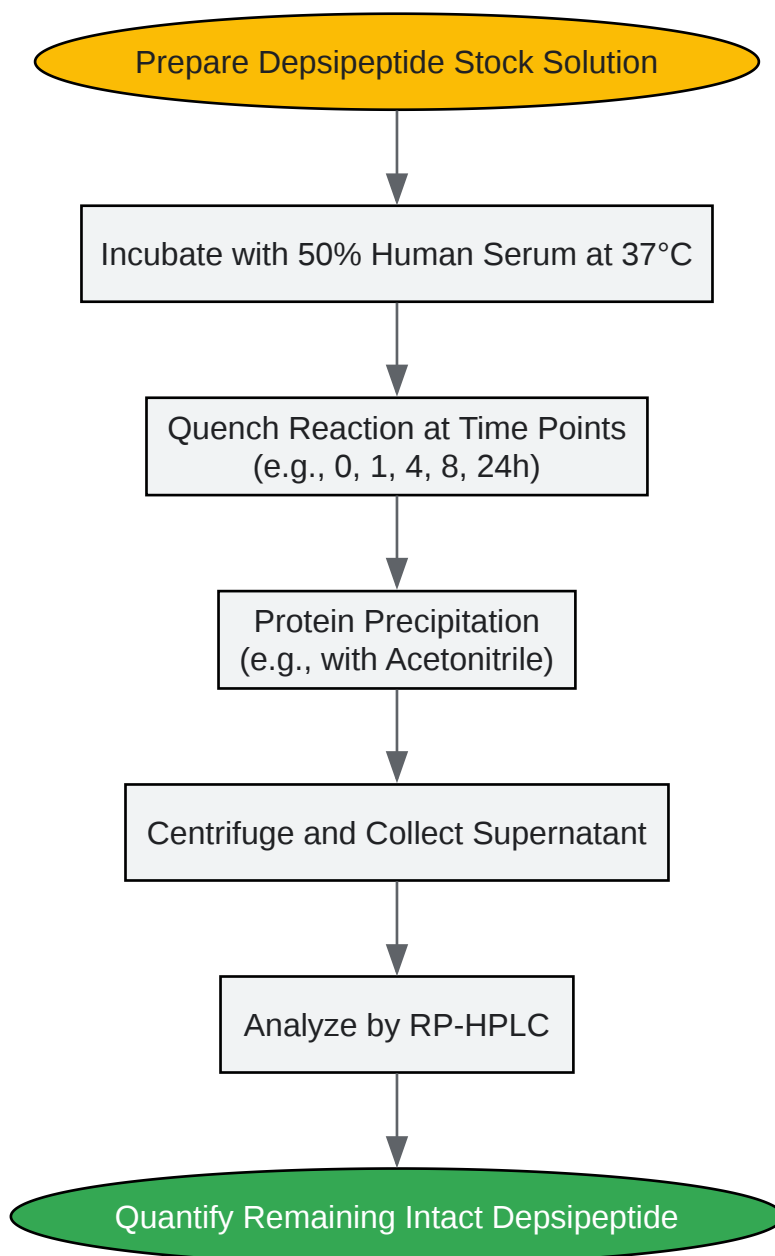 Prepare Depsipeptide Stock Solution
Incubate with 50% Human Serum at 37°C
Quench Reaction at Time Points
(e.g., 0, 1, 4, 8, 24h)
Protein Precipitation
(e.g., with Acetonitrile)
Centrifuge and Collect Supernatant
Analyze by RP-HPLC
Quantify Remaining Intact Depsipeptide